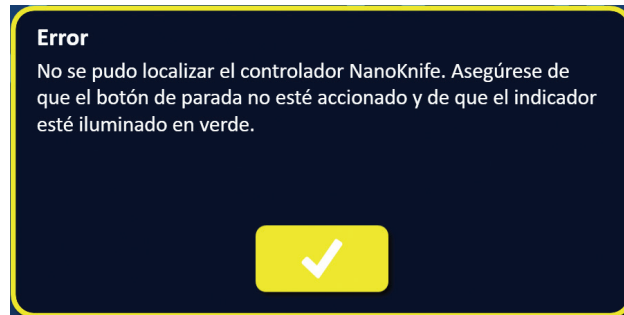 Error
No se pudo localizar el controlador NanoKnife. Asegúrese de
que el botón de parada no esté accionado y de que el indicador
esté iluminado en verde.